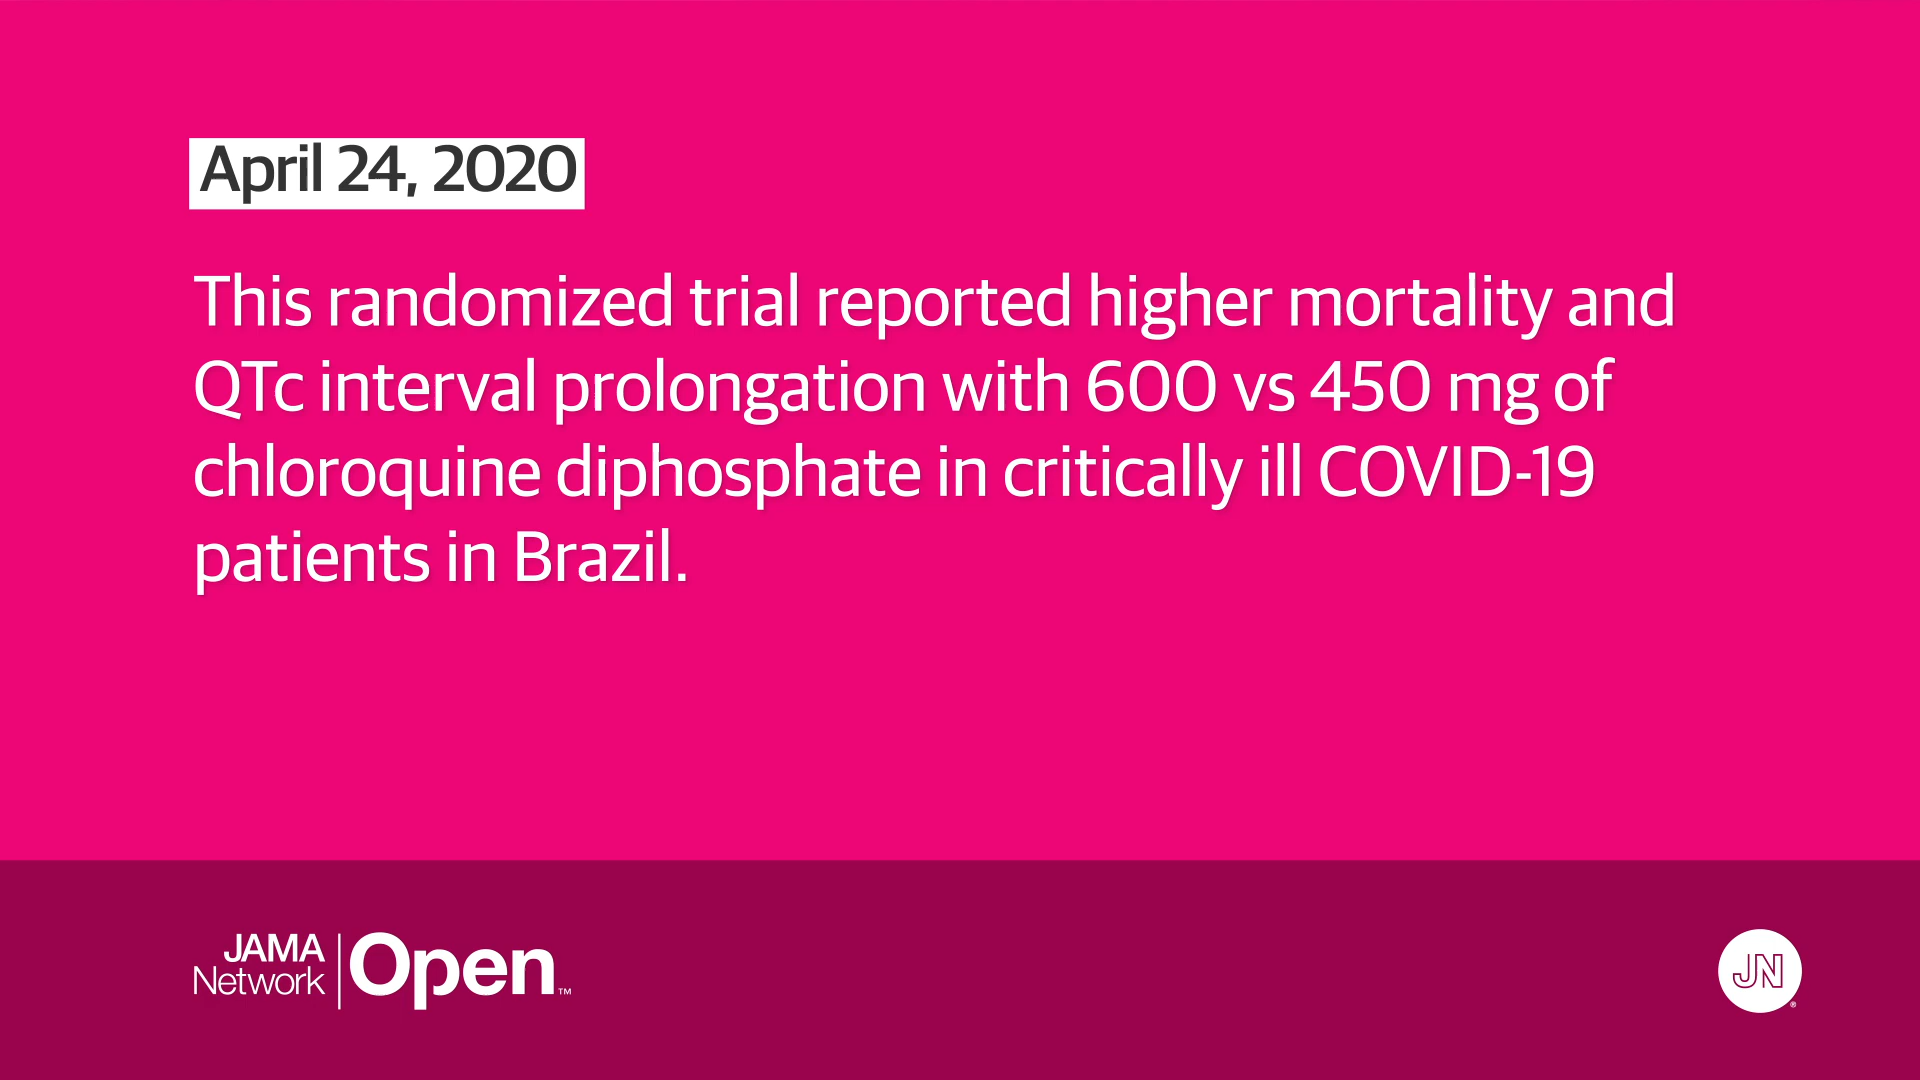 April 24, 2020
This randomized trial reported higher mortality and
QTc interval prolongation with 600 vs 450 mg of
chloroquine diphosphate in critically ill COVID-19
patients in Brazil.
JAMA
Network
Open™
JN®